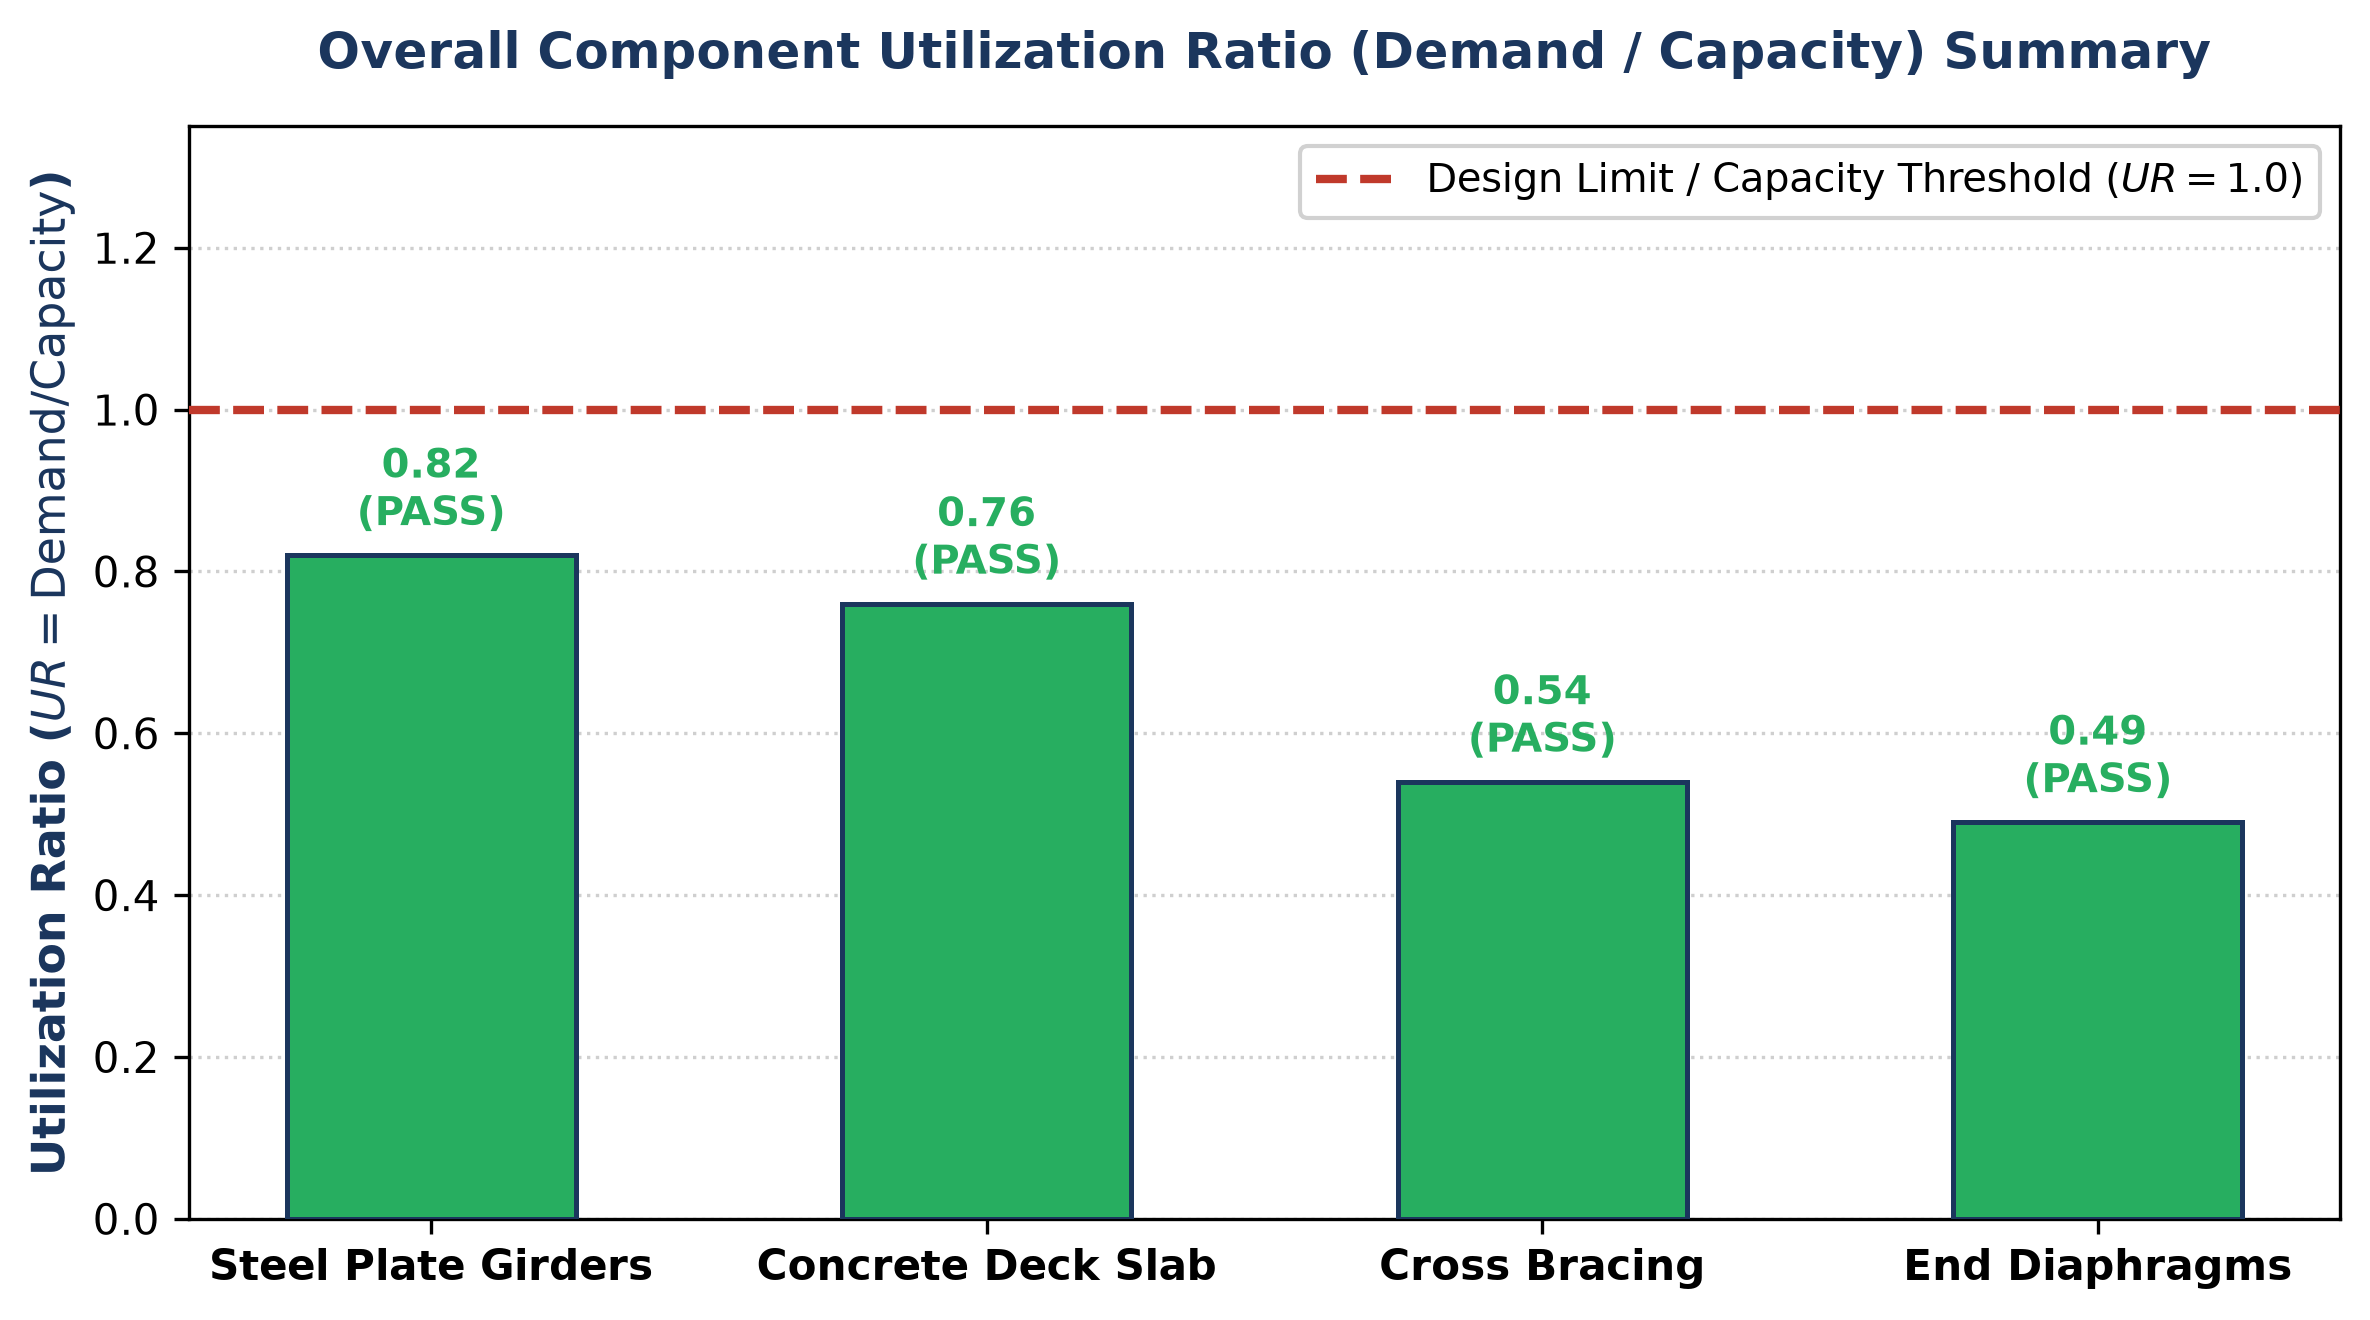 Overall Component Utilization Ratio (Demand / Capacity) Summary
Utilization Ratio (UR = Demand/Capacity)
Design Limit / Capacity Threshold (UR = 1.0)
1.2
1.0
0.8
0.6
0.4
0.2
0.0
0.82
(PASS)
0.76
(PASS)
0.54
(PASS)
0.49
(PASS)
Steel Plate Girders
Concrete Deck Slab
Cross Bracing
End Diaphragms